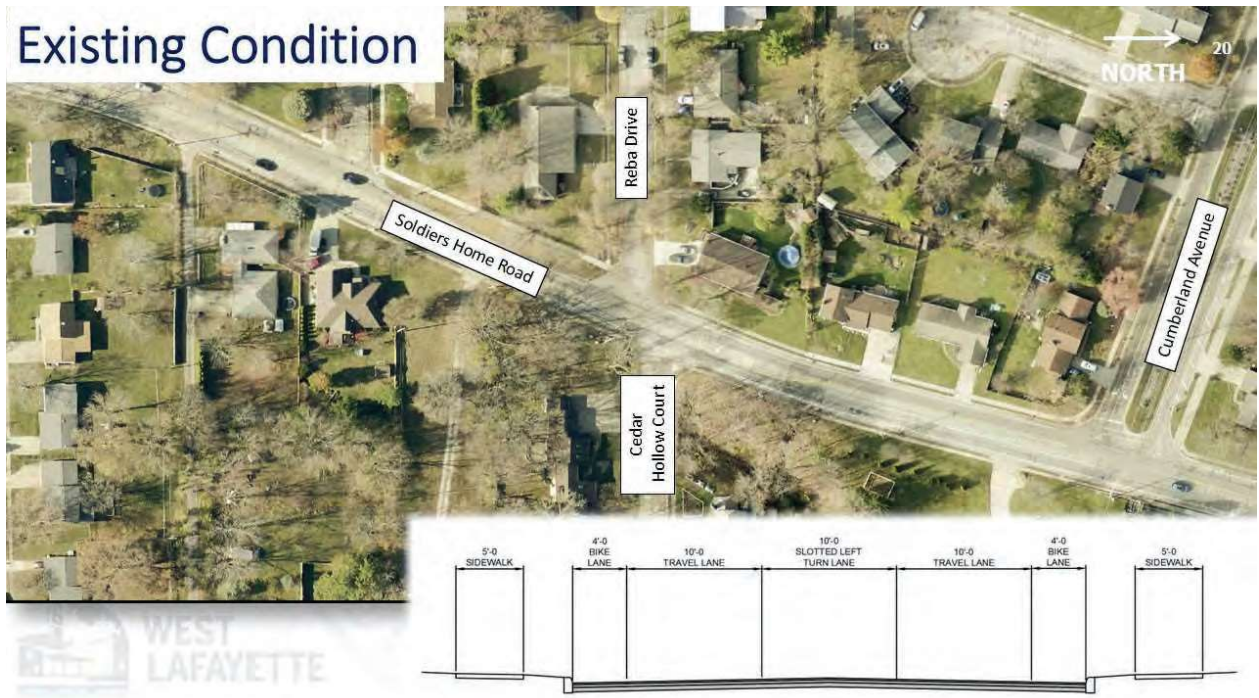 Existing Condition
20
NORTH
Reba Drive
Soldiers Home Road
Cumberland Avenue
Cedar
Hollow Court
5'-0
SIDEWALK
4'-0
BIKE
LANE
10'-0
TRAVEL LANE
10'-0
SLOTTED LEFT
TURN LANE
10'-0
TRAVEL LANE
4'-0
BIKE
LANE
5'-0
SIDEWALK
WEST
LAFAYETTE